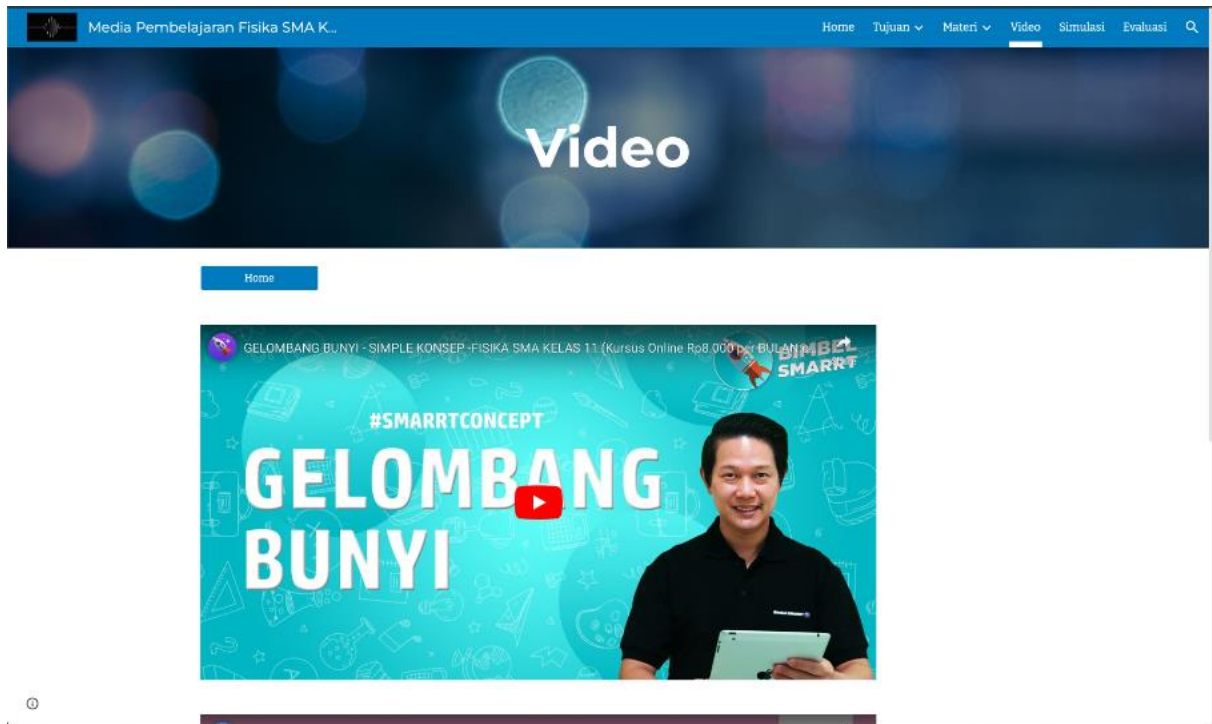 Media Pembelajaran Fisika SMA K...
Home Tujuan Materi Video Simulasi Evaluasi
Video
Home
GELOMBANG BUNYI - SIMPLE KONSEP -FISIKA SMA KELAS 11 (Kursus Online Rp8.000 per BULAN
BIMBEL
SMARRT
#SMARRTCONCEPT
GELOMBANG
BUNYI